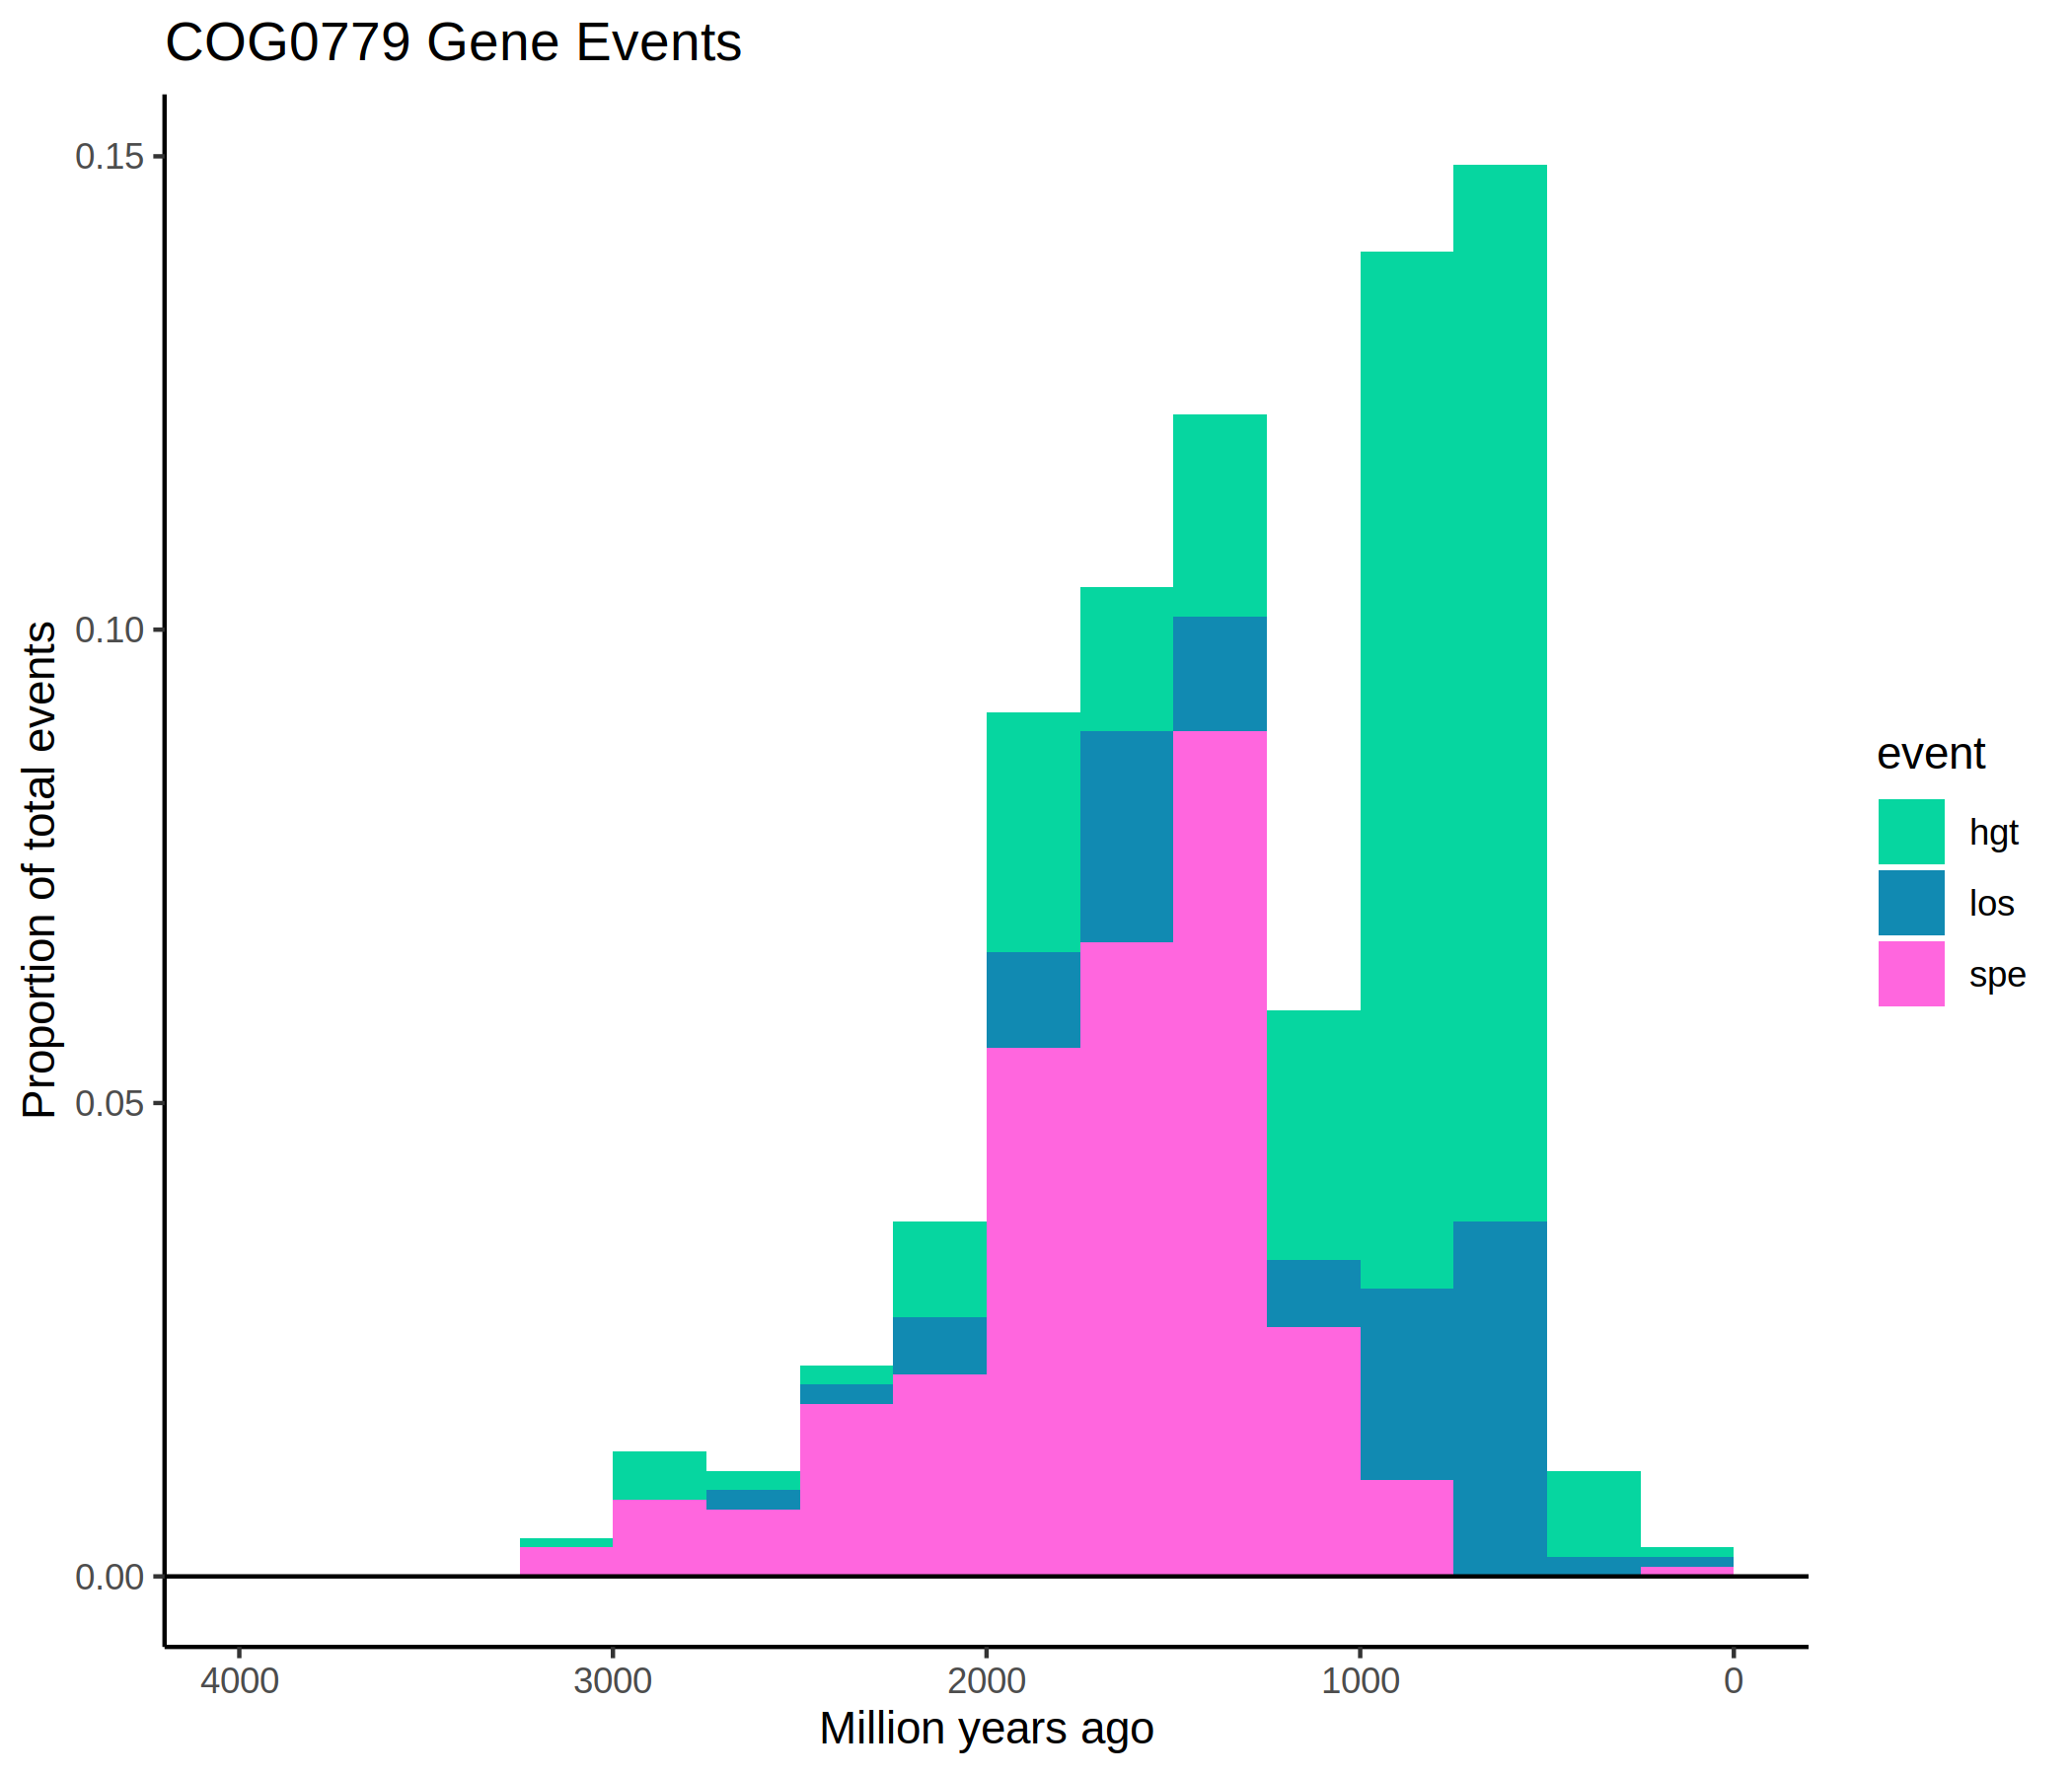 COG0779 Gene Events
Proportion of total events
0.15
0.10
0.05
0.00
4000 3000 2000 1000 0
Million years ago
event
hgt
los
spe